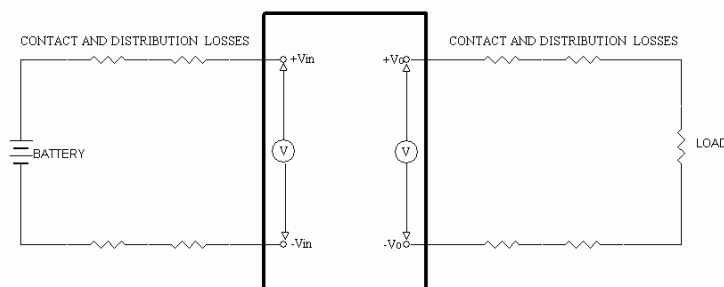 CONTACT AND DISTRIBUTION LOSSES
CONTACT AND DISTRIBUTION LOSSES
+Vin
+Vo
BATTERY
V
V
LOAD
-Vin
-Vo